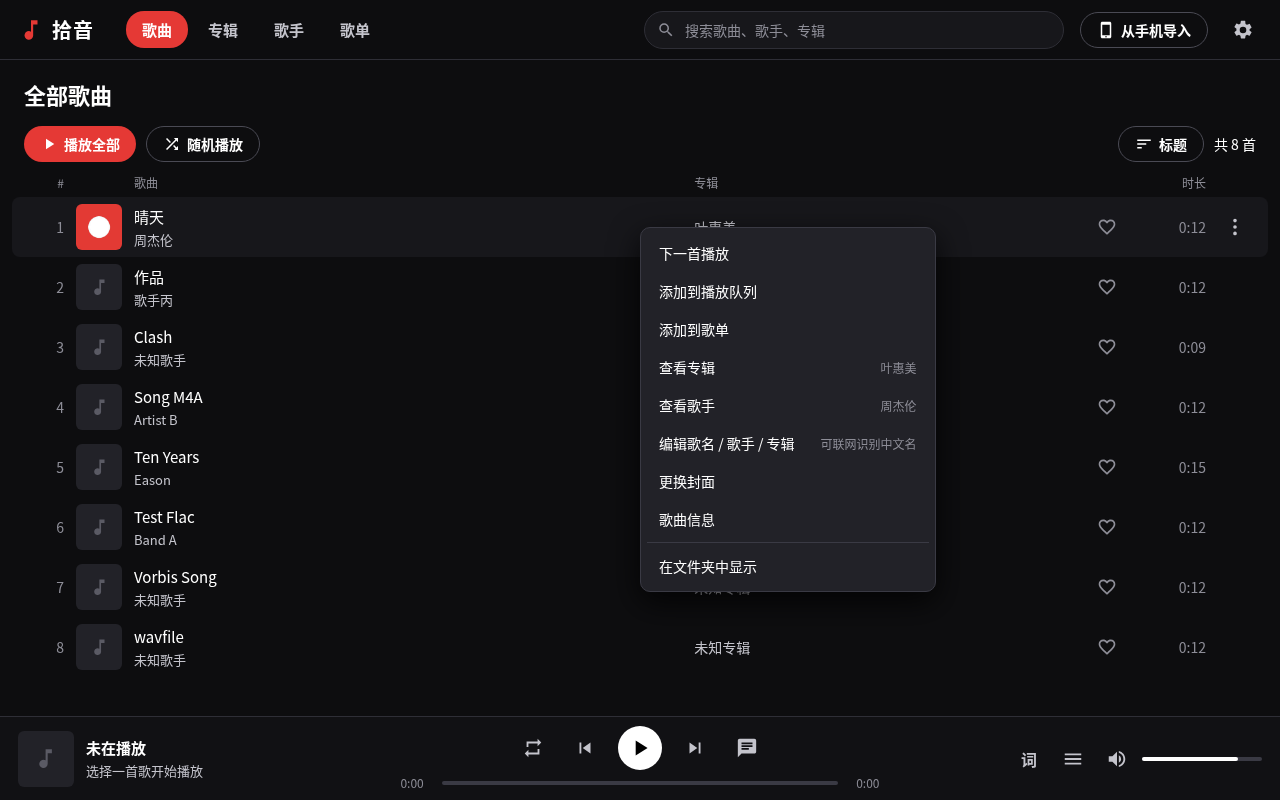 拾音
歌曲 专辑 歌手 歌单
搜索歌曲、歌手、专辑
从手机导入
全部歌曲
播放全部
随机播放
标题
共 8 首
# 歌曲 专辑 时长
1 晴天 0:12
周杰伦
2 作品 0:12
歌手丙
3 Clash 0:09
未知歌手
4 Song M4A 0:12
Artist B
5 Ten Years 0:15
Eason
6 Test Flac 0:12
Band A
7 Vorbis Song 0:12
未知歌手
8 wavfile 未知专辑 0:12
未知歌手
下一首播放
添加到播放队列
添加到歌单
查看专辑 叶惠美
查看歌手 周杰伦
编辑歌名 / 歌手 / 专辑 可联网识别中文名
更换封面
歌曲信息
在文件夹中显示
未在播放
选择一首歌开始播放
0:00
0:00
词